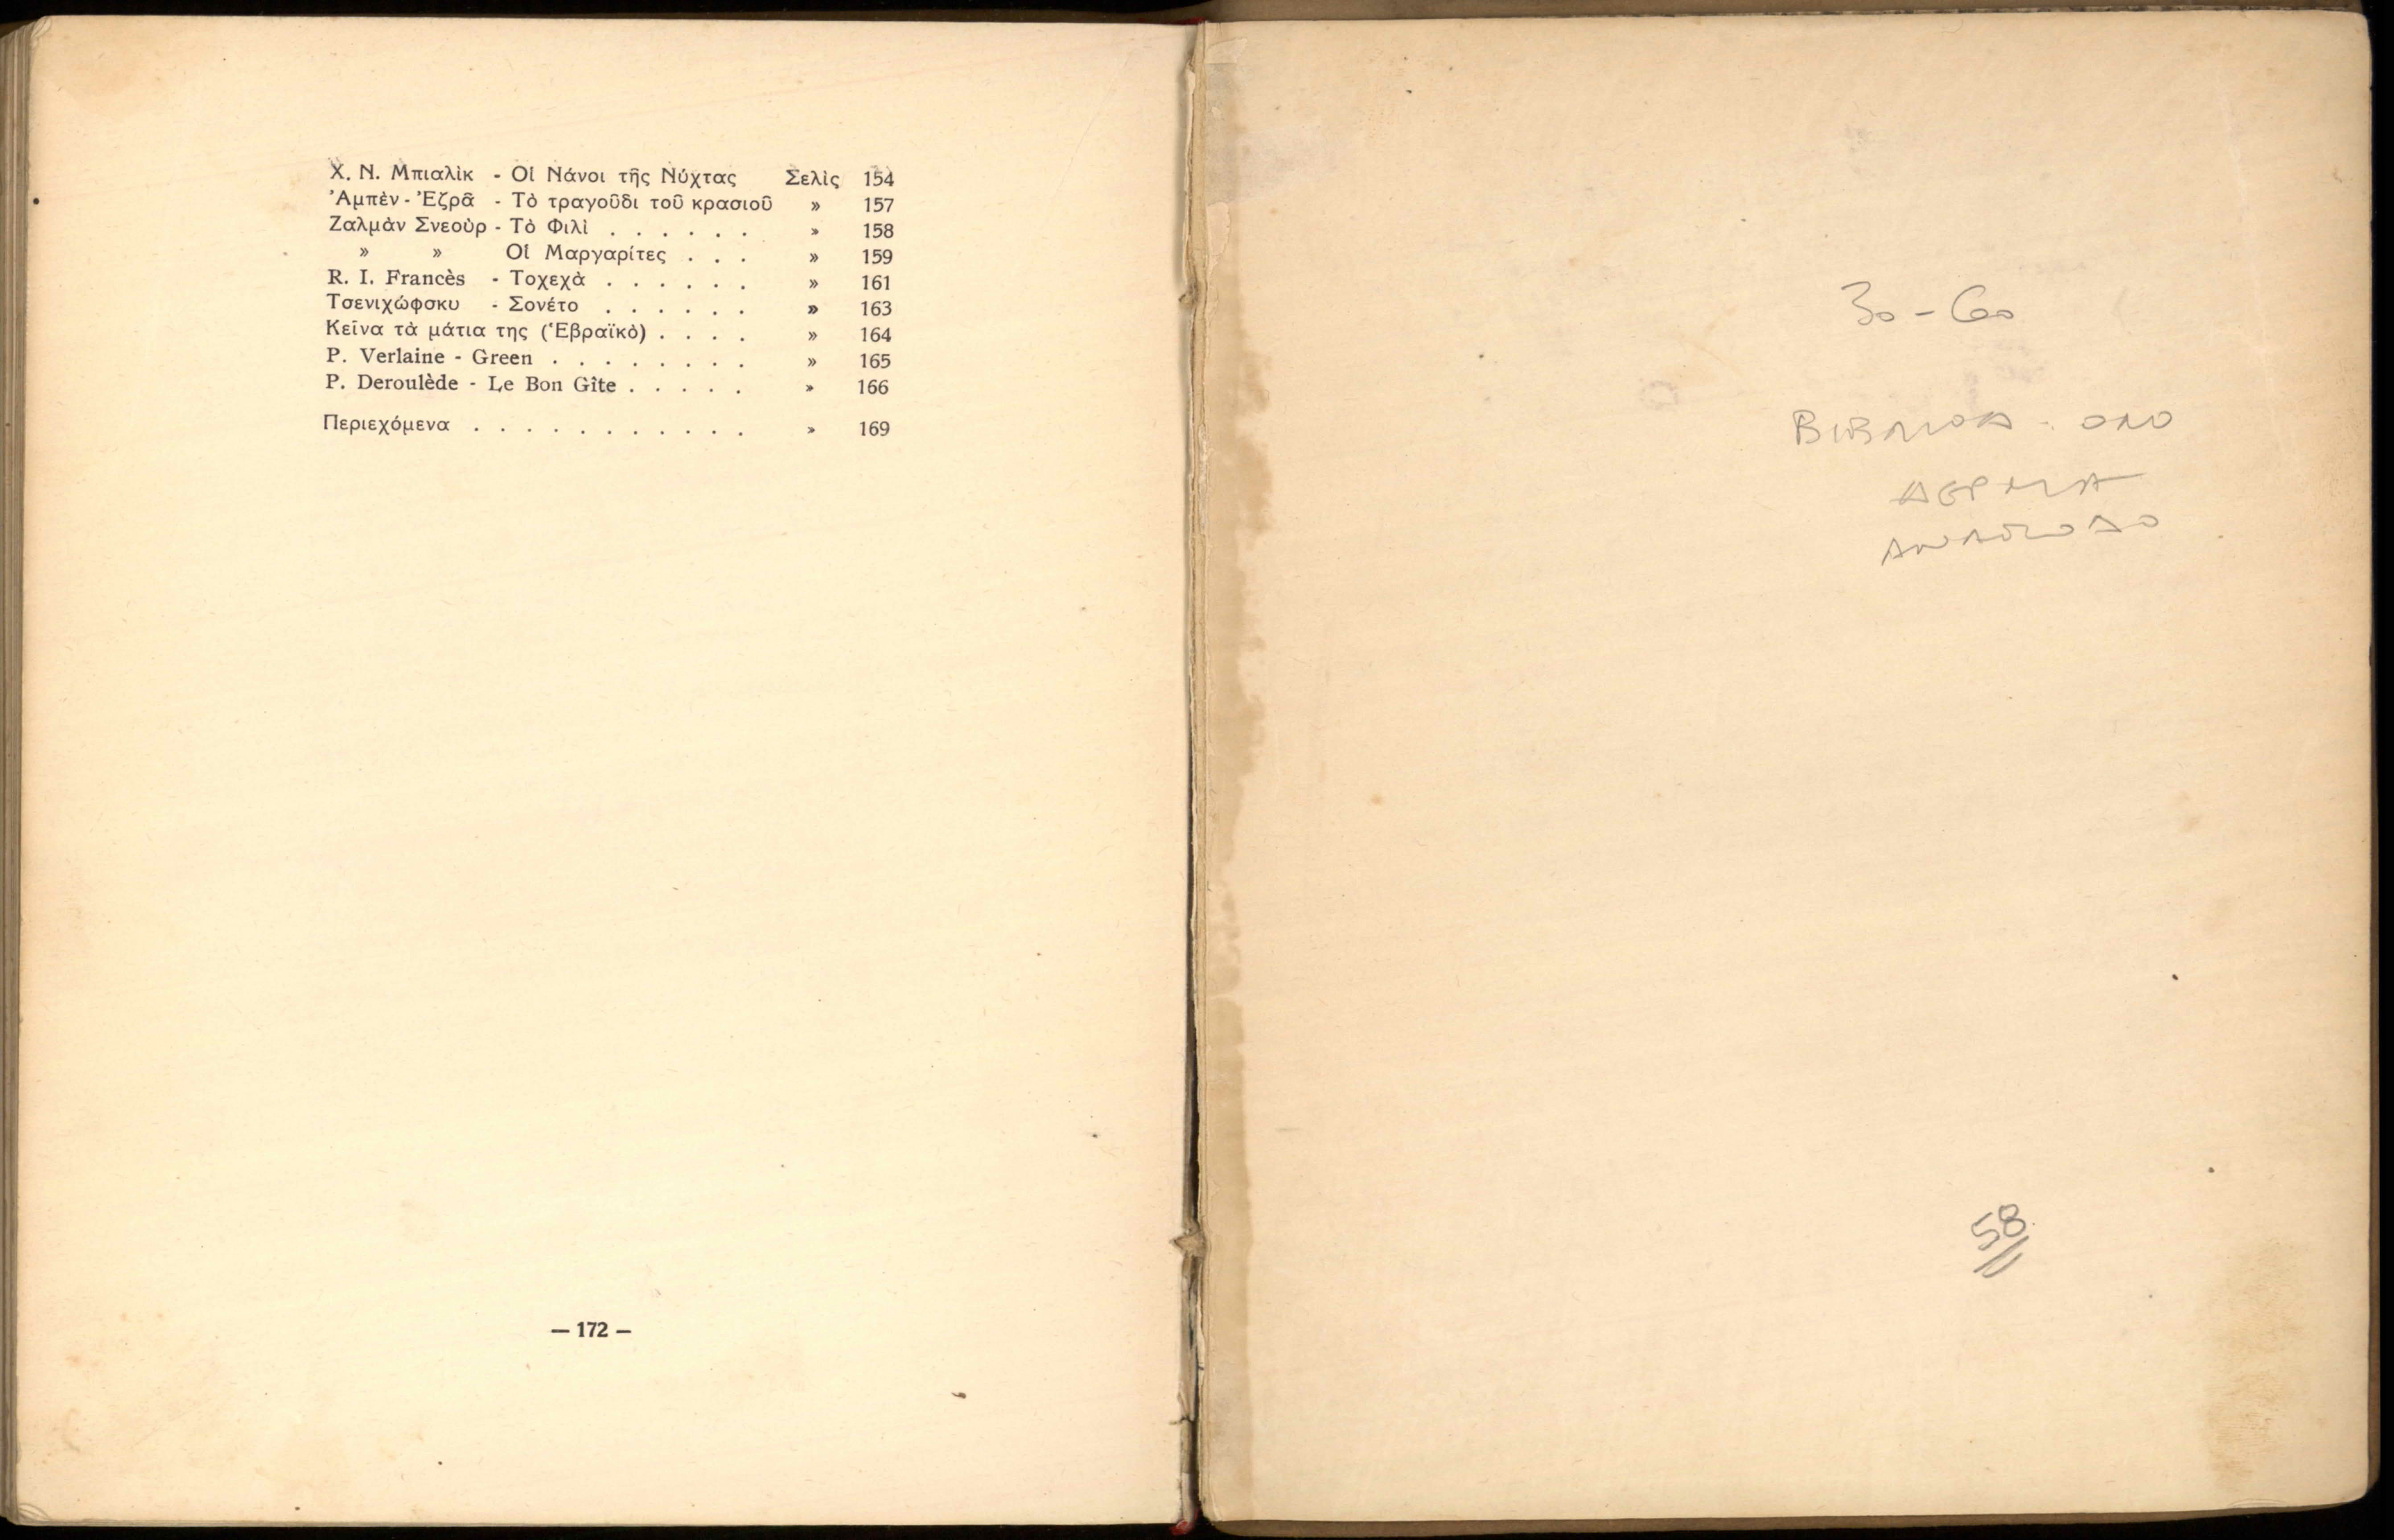 Χ. Ν. Μπιαλὶκ - Οἱ Νάνοι τῆς Νύχτας Σελὶς 154
Ἀμπὲν - Ἐζρᾶ - Τὸ τραγοῦδι τοῦ κρασιοῦ » 157
Ζαλμὰν Σνεοὺρ - Τὸ Φιλὶ . . . . . . » 158
» » Οἱ Μαργαρίτες . . . » 159
R. I. Francès - Τοχεχὰ . . . . . . » 161
Τσενιχώφσκυ - Σονέτο . . . . . . » 163
Κεῖνα τὰ μάτια της (Ἑβραϊκὸ) . . . . » 164
P. Verlaine - Green . . . . . . . . » 165
P. Deroulède - Le Bon Gîte . . . . . » 166
Περιεχόμενα . . . . . . . . . . . » 169
— 172 —
30 - 60
ΟΛΟ
ΔΕΡΜΑ
58